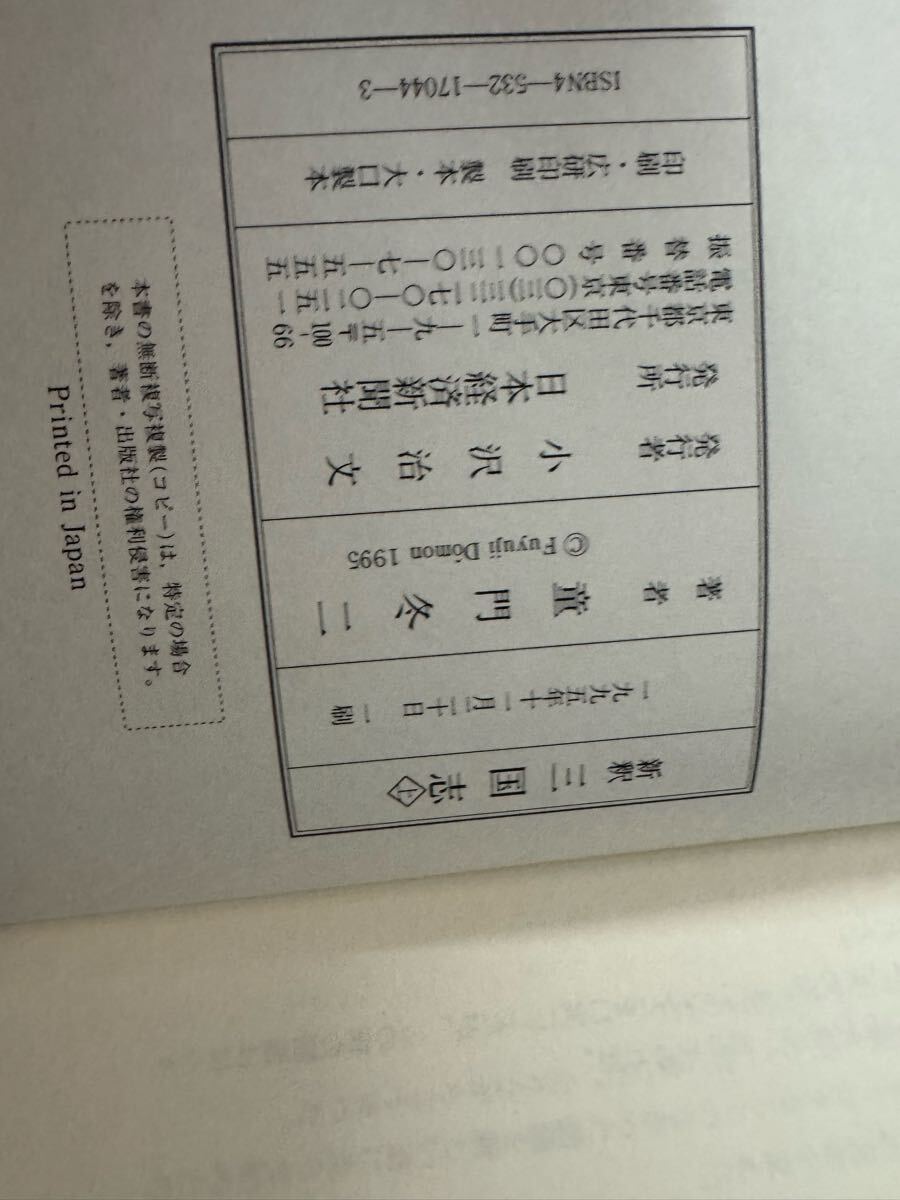 新釈 三国志 上
一九九五年十一月二十日 一刷
著者 童門冬二
© Fuyuji Dōmon 1995
発行者 小沢治文
発行所 日本経済新聞社
東京都千代田区大手町一―九―五〒100-66
電話番号東京(〇三)三二七〇―〇二五一
振替番号 〇〇一三〇―七―五五五
印刷・広研印刷 製本・大口製本
ISBN4―532―17044―3
本書の無断複写複製(コピー)は、特定の場合
を除き、著者・出版社の権利侵害になります。
Printed in Japan